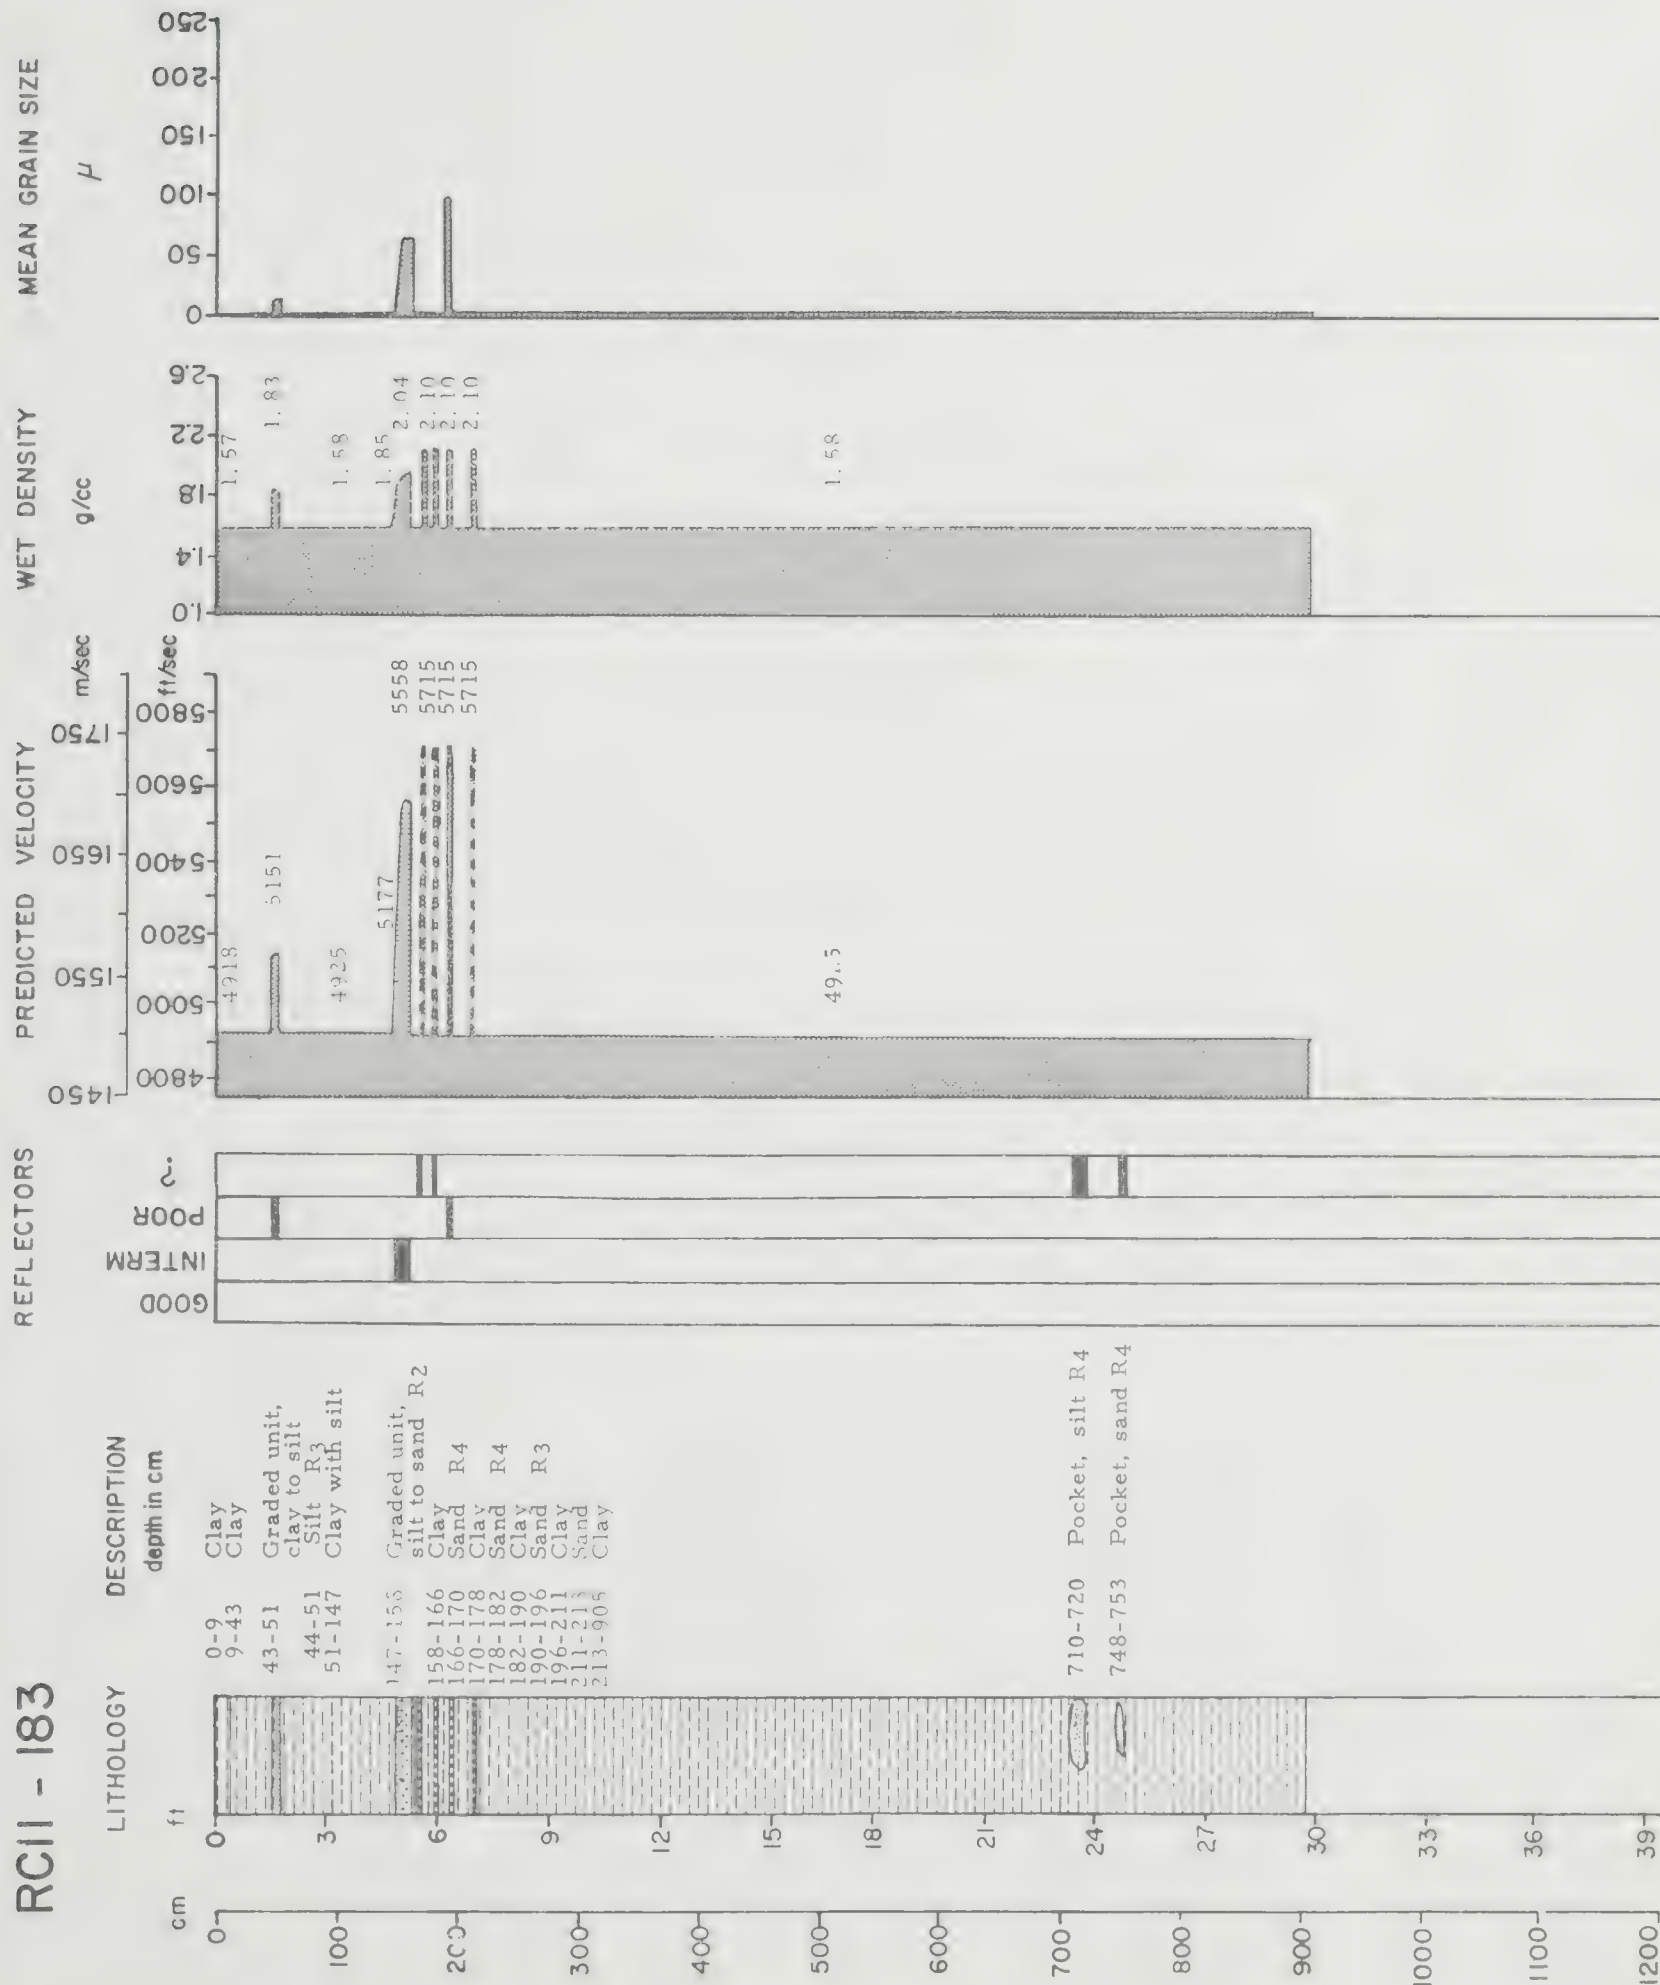 RC11 - 183
LITHOLOGY
DESCRIPTION
depth in cm
REFLECTORS
PREDICTED VELOCITY
WET DENSITY
MEAN GRAIN SIZE
cm
ft
GOOD
INTERM
POOR
?
m/sec
ft/sec
g/cc
μ
0
100
300
400
500
600
700
800
900
1000
1100
1200
0
3
6
9
12
15
18
21
24
27
30
33
36
39
0-9 Clay
9-43 Clay
43-51 Graded unit,
clay to silt
44-51 Silt R3
51-147 Clay with silt
Graded unit,
silt to sand R2
158-166 Clay
166-170 Sand R4
170-178 Clay
178-182 Sand R4
182-190 Clay
190-196 Sand R3
196-211 Clay
211-213 Sand
213-905 Clay
710-720 Pocket, silt R4
748-753 Pocket, sand R4
1450
1550
1650
1750
4800
5000
5200
5400
5600
5800
4918
5151
4925
5177
5558
5715
5715
5715
1.0
1.4
1.8
2.2
2.6
1.57
1.83
1.58
1.85
2.04
2.10
2.10
2.10
1.58
0
50
100
150
200
250